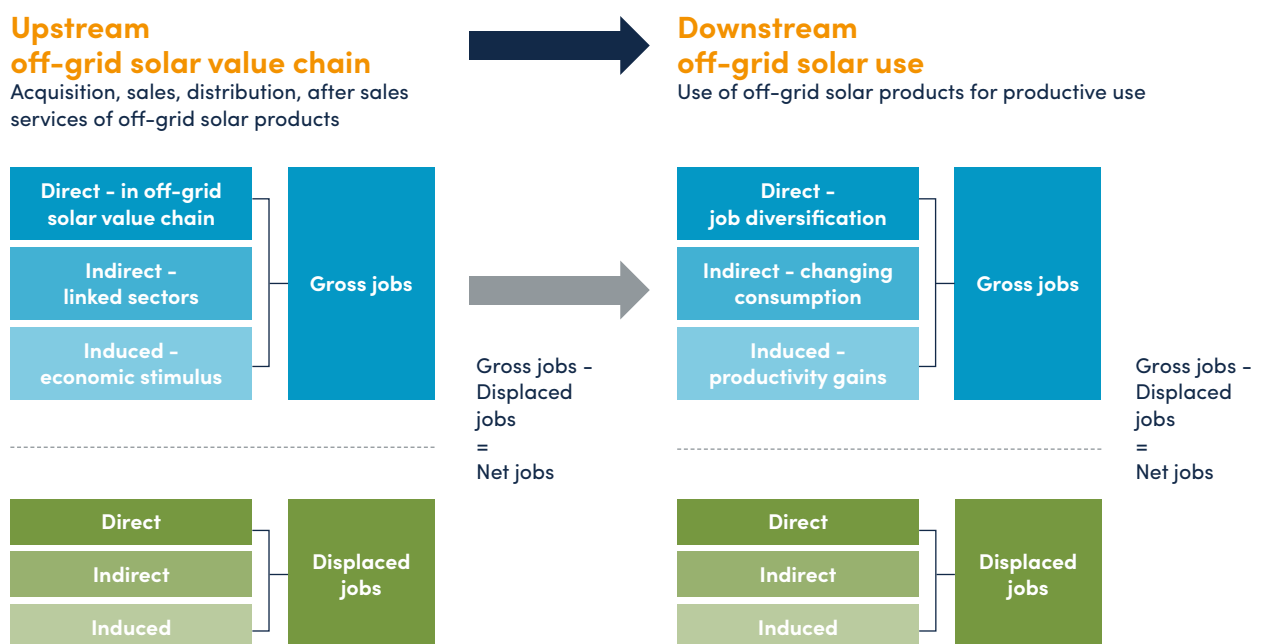 Upstream
off-grid solar value chain
Acquisition, sales, distribution, after sales
services of off-grid solar products
Direct - in off-grid
solar value chain
Indirect -
linked sectors
Induced -
economic stimulus
Gross jobs
Gross jobs -
Displaced
jobs
=
Net jobs
Direct
Indirect
Induced
Displaced
jobs
Downstream
off-grid solar use
Use of off-grid solar products for productive use
Direct -
job diversification
Indirect - changing
consumption
Induced -
productivity gains
Gross jobs
Gross jobs -
Displaced
jobs
=
Net jobs
Direct
Indirect
Induced
Displaced
jobs